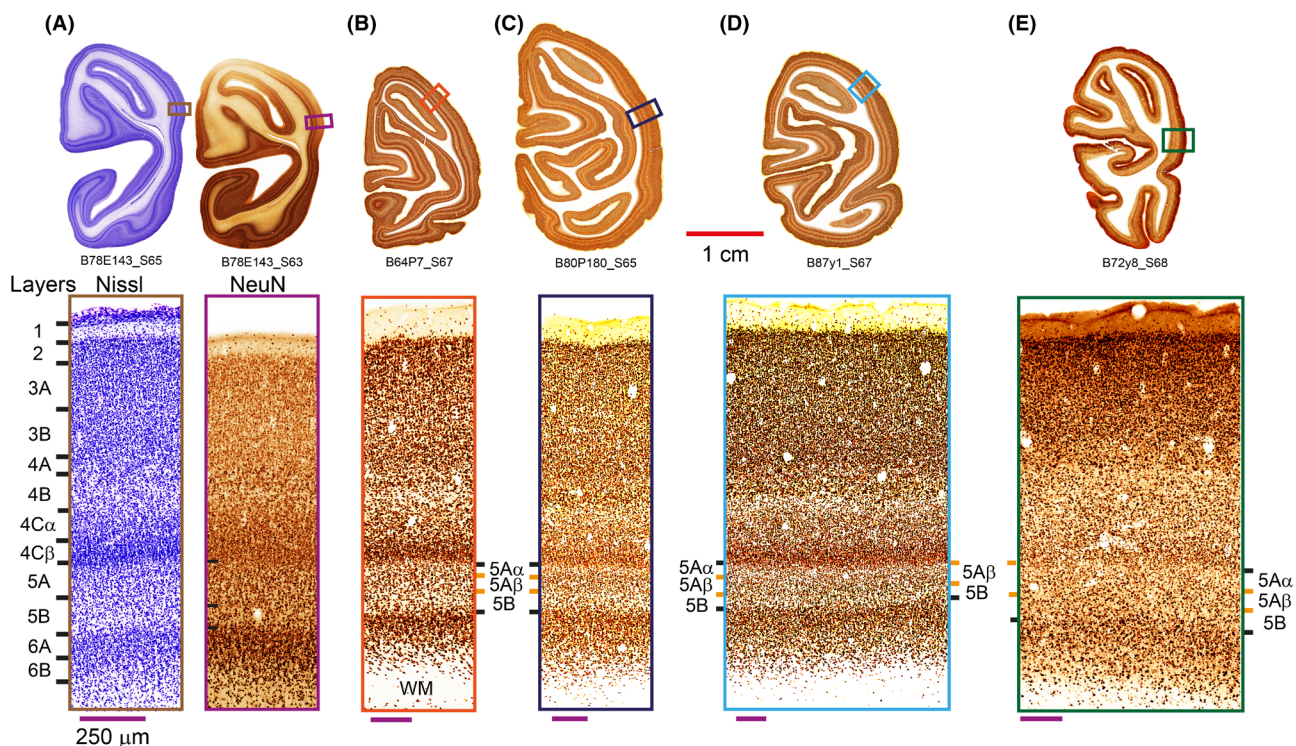 (A)
(B)
(C)
(D)
(E)
B78E143_S65
B78E143_S63
B64P7_S67
B80P180_S65
1 cm
B87y1_S67
B72y8_S68
Layers
Nissl
NeuN
1
2
3A
3B
4A
4B
4Cα
4Cβ
5A
5B
6A
6B
5Aα
5Aβ
5B
5Aα
5Aβ
5B
5Aβ
5B
5Aα
5Aβ
5B
WM
250 μm